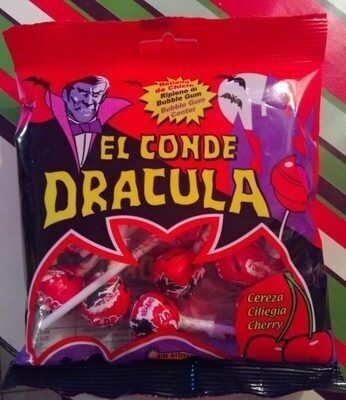 Relleno
de Chicle
Ripieno di
Bubble Gum
Bubble Gum
Center
EL CONDE
DRACULA
Cereza
Ciliegia
Cherry